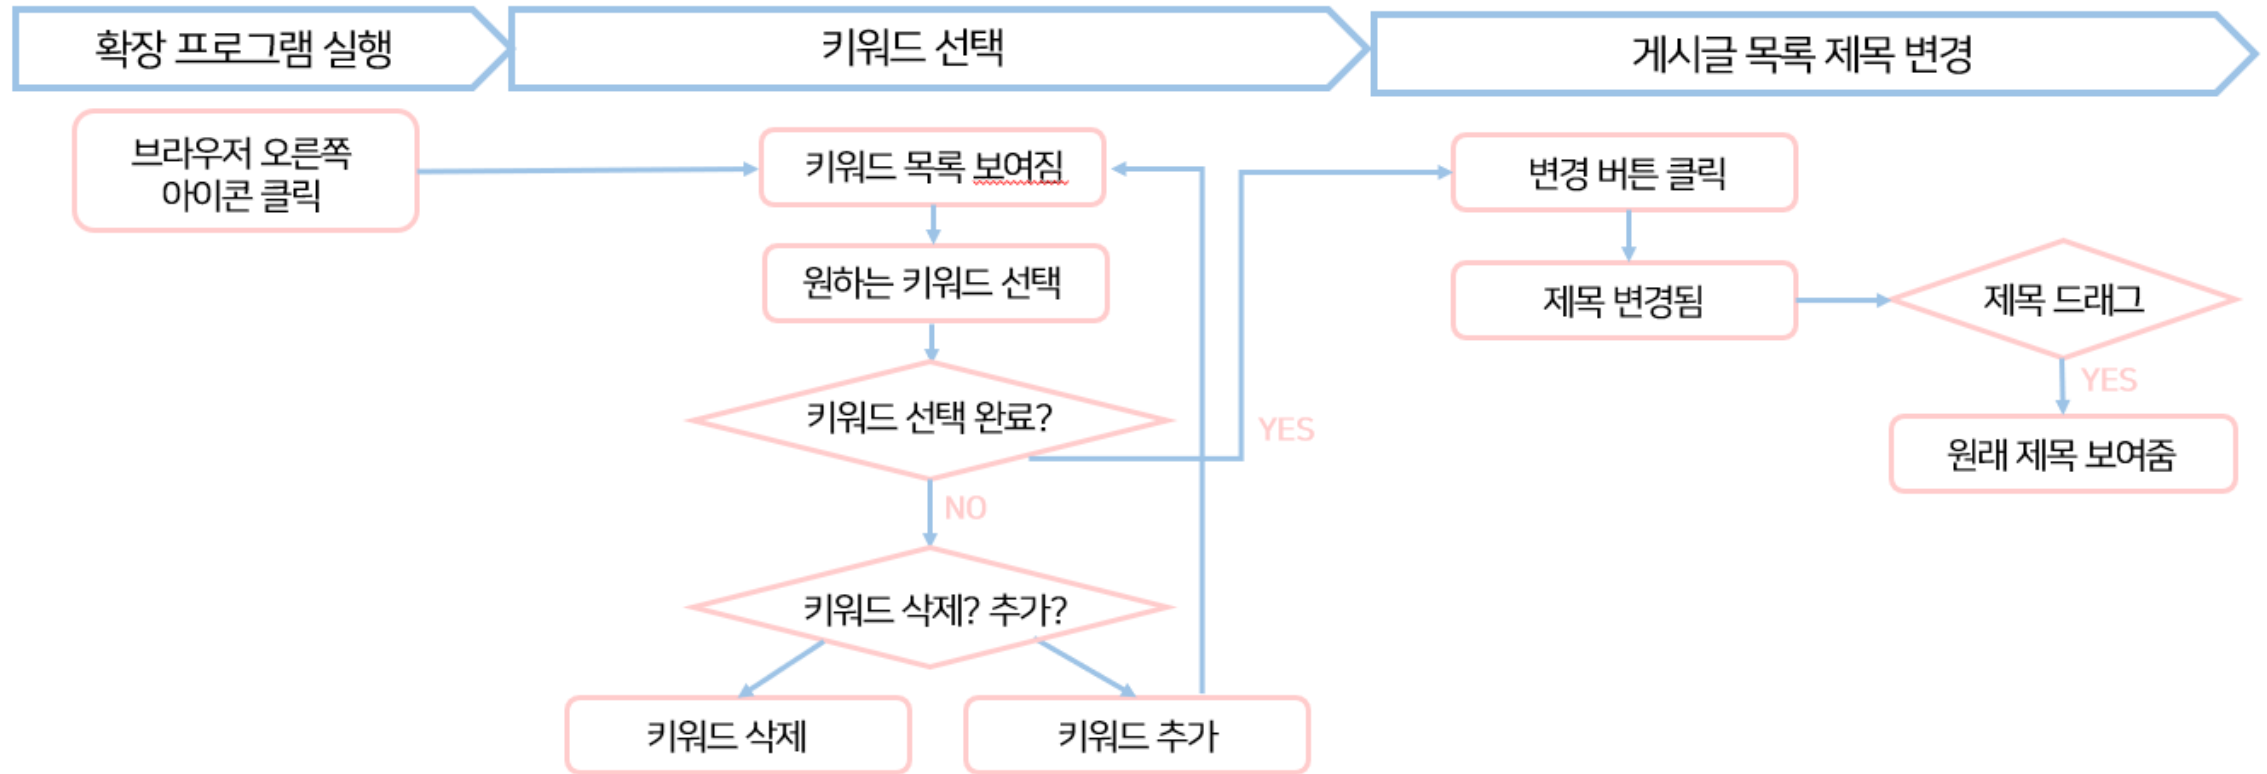 확장 프로그램 실행
키워드 선택
게시글 목록 제목 변경
브라우저 오른쪽
아이콘 클릭
키워드 목록 보여짐
원하는 키워드 선택
키워드 선택 완료?
YES
NO
키워드 삭제? 추가?
키워드 삭제
키워드 추가
변경 버튼 클릭
제목 변경됨
제목 드래그
YES
원래 제목 보여줌